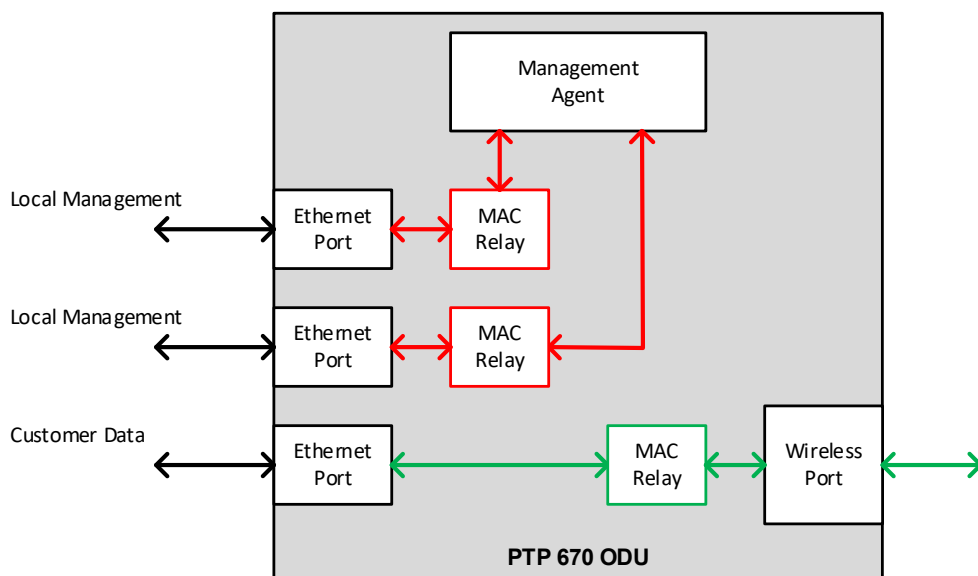 Management
Agent
Local Management
Ethernet
Port
MAC
Relay
Local Management
Ethernet
Port
MAC
Relay
Customer Data
Ethernet
Port
MAC
Relay
Wireless
Port
PTP 670 ODU